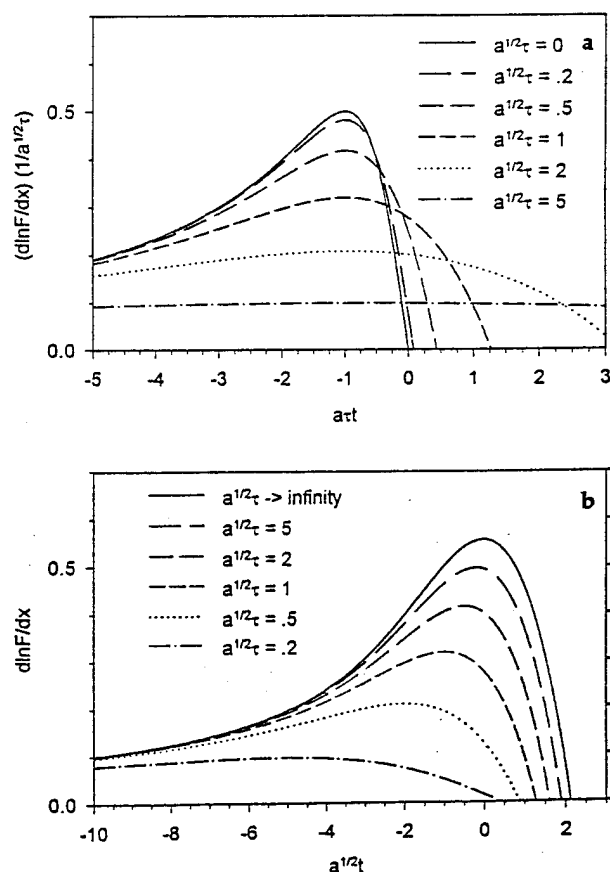 a
a^{1/2}τ = 0
a^{1/2}τ = .2
a^{1/2}τ = .5
a^{1/2}τ = 1
a^{1/2}τ = 2
a^{1/2}τ = 5
(dlnF/dx) (1/a^{1/2}τ)
0.5
0.0
-5 -4 -3 -2 -1 0 1 2 3
aτt
b
a^{1/2}τ -> infinity
a^{1/2}τ = 5
a^{1/2}τ = 2
a^{1/2}τ = 1
a^{1/2}τ = .5
a^{1/2}τ = .2
dlnF/dx
0.5
0.0
-10 -8 -6 -4 -2 0 2
a^{1/2}t